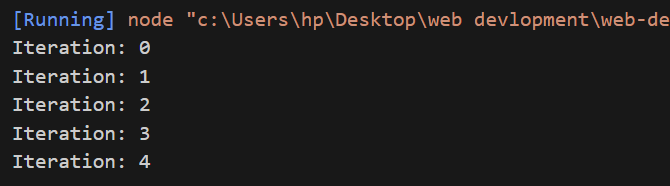 [Running] node "c:\Users\hp\Desktop\web devlopment\web-de
Iteration: 0
Iteration: 1
Iteration: 2
Iteration: 3
Iteration: 4